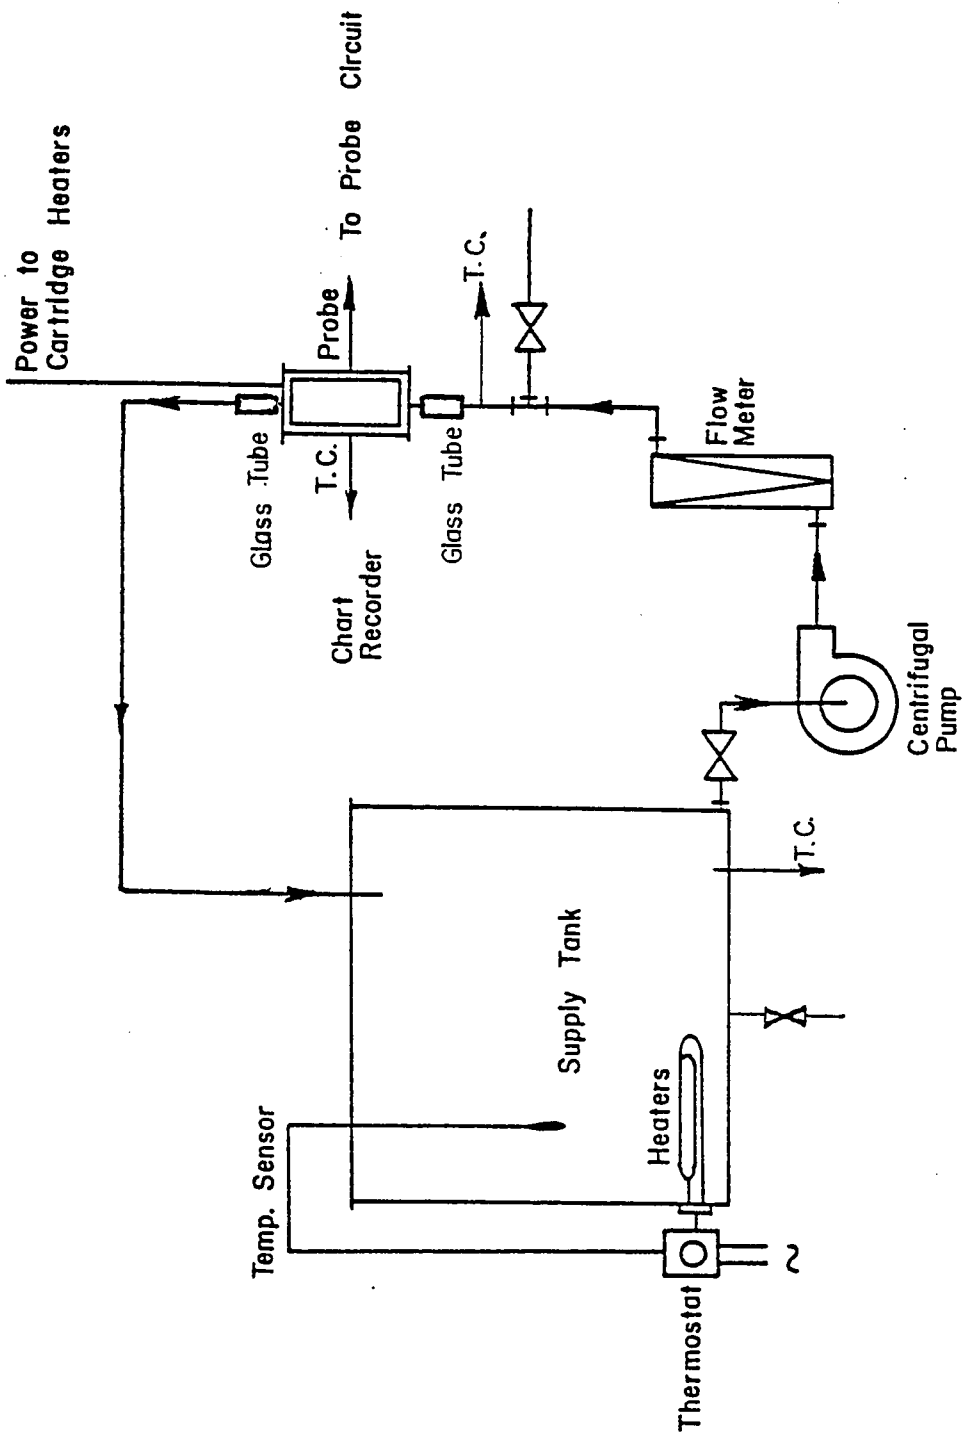 Power to
Cartridge Heaters
Glass Tube
T.C.
Probe
To Probe Circuit
Chart
Recorder
Glass Tube
T.C.
Flow
Meter
Temp. Sensor
Supply Tank
Heaters
Thermostat
T.C.
Centrifugal
Pump